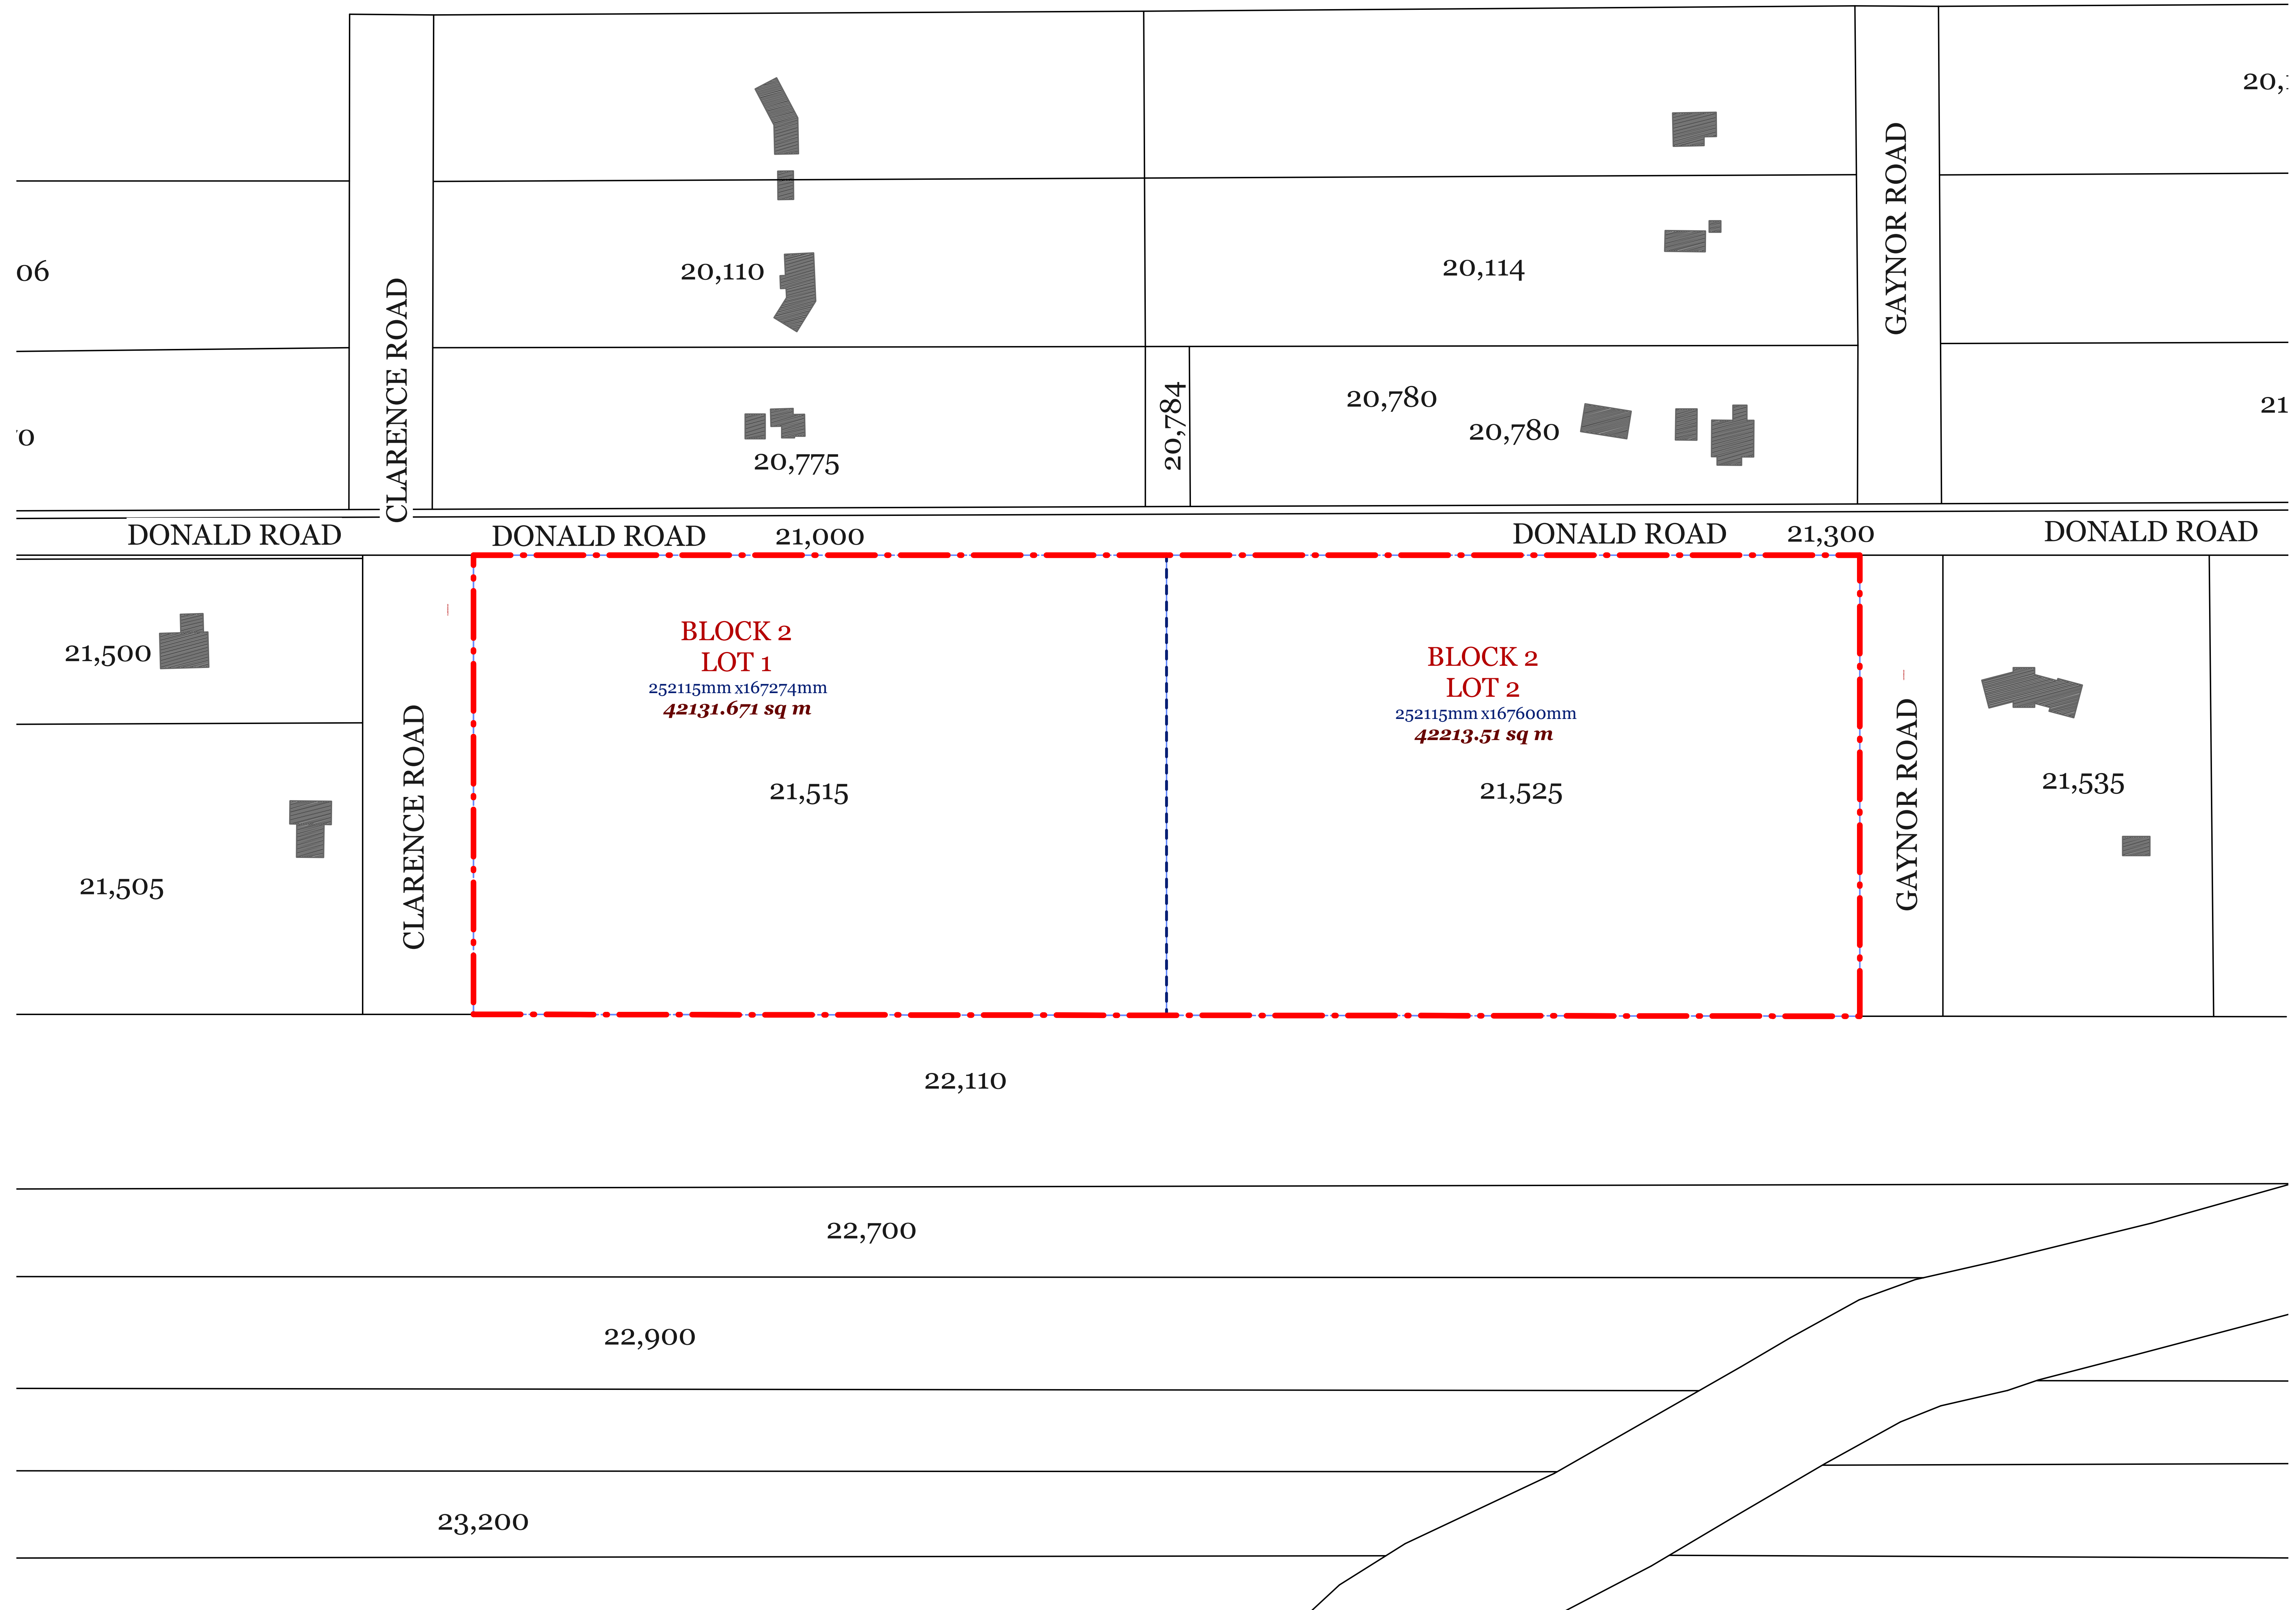 20,1
GAYNOR ROAD
06
20,110
20,114
CLARENCE ROAD
0
20,775
20,784
20,780
20,780
21
DONALD ROAD
DONALD ROAD
21,000
DONALD ROAD
21,300
DONALD ROAD
21,500
BLOCK 2
LOT 1
252115mm x167274mm
42131.671 sq m
21,515
BLOCK 2
LOT 2
252115mm x167600mm
42213.51 sq m
21,525
21,535
CLARENCE ROAD
GAYNOR ROAD
21,505
22,110
22,700
22,900
23,200